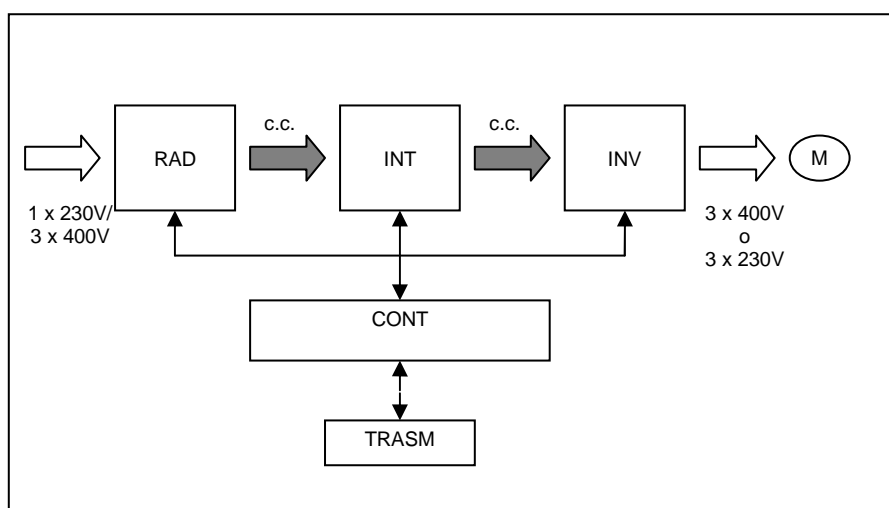 c.c.
c.c.
RAD
INT
INV
M
1 x 230V/
3 x 400V
3 x 400V
o
3 x 230V
CONT
TRASM